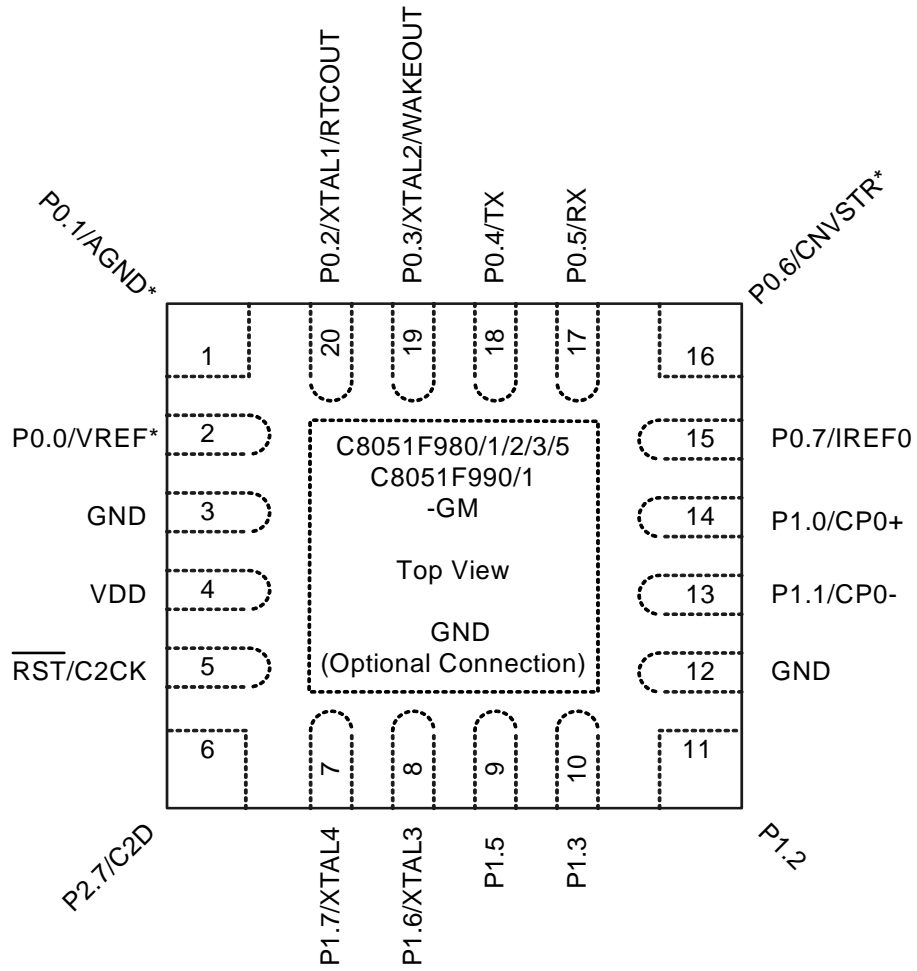 P0.2/XTAL1/RTCOUT
P0.3/XTAL2/WAKEOUT
P0.4/TX
P0.5/RX
P0.1/AGND*
P0.6/CNVSTR*
1
20
19
18
17
16
P0.0/VREF*
2
15
P0.7/IREF0
GND
3
14
P1.0/CP0+
VDD
4
13
P1.1/CP0-
RST/C2CK
5
12
GND
C8051F980/1/2/3/5
C8051F990/1
-GM
Top View
GND
(Optional Connection)
6
7
8
9
10
11
P2.7/C2D
P1.7/XTAL4
P1.6/XTAL3
P1.5
P1.3
P1.2